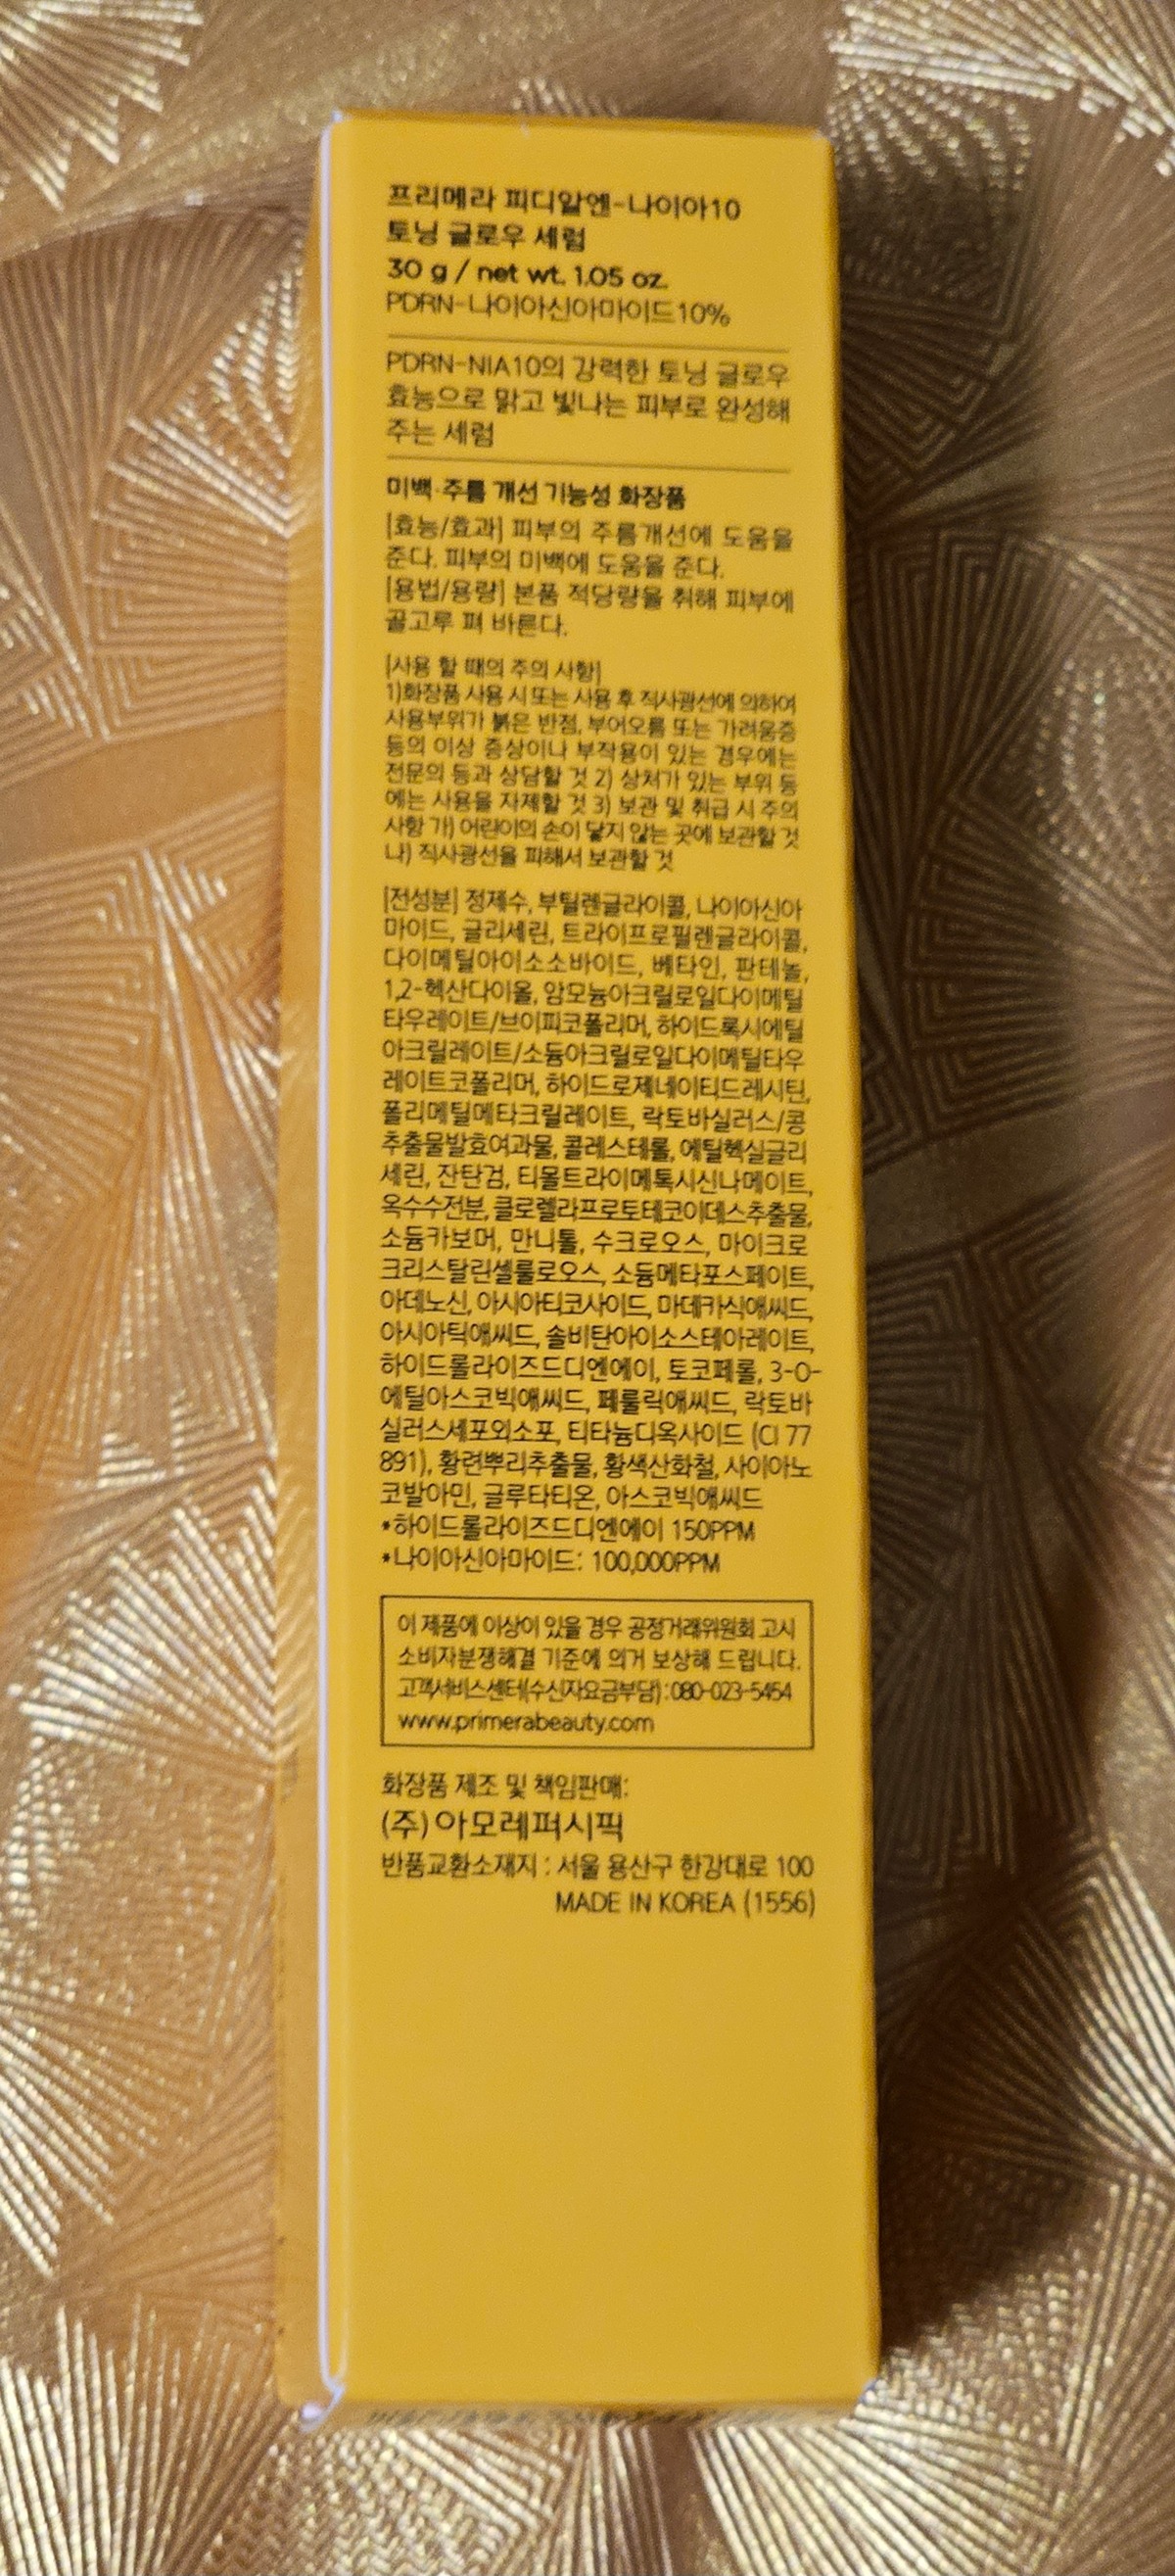 프리메라 피디알엔-나이아10
토닝 글로우 세럼
30 g / net wt. 1.05 oz.
PDRN-나이아신아마이드10%
PDRN-NIA10의 강력한 토닝 글로우
효능으로 맑고 빛나는 피부로 완성해
주는 세럼
미백·주름 개선 기능성 화장품
[효능/효과] 피부의 주름개선에 도움을
준다. 피부의 미백에 도움을 준다.
[용법/용량] 본품 적당량을 취해 피부에
골고루 펴 바른다.
[사용 할 때의 주의 사항]
1)화장품 사용 시 또는 사용 후 직사광선에 의하여
사용부위가 붉은 반점, 부어오름 또는 가려움증
등의 이상 증상이나 부작용이 있는 경우에는
전문의 등과 상담할 것 2) 상처가 있는 부위 등
에는 사용을 자제할 것 3) 보관 및 취급 시 주의
사항 가) 어린이의 손이 닿지 않는 곳에 보관할 것
나) 직사광선을 피해서 보관할 것
[전성분] 정제수, 부틸렌글라이콜, 나이아신아
마이드, 글리세린, 트라이프로필렌글라이콜,
다이메틸아이소소바이드, 베타인, 판테놀,
1,2-헥산다이올, 암모늄아크릴로일다이메틸
타우레이트/브이피코폴리머, 하이드록시에틸
아크릴레이트/소듐아크릴로일다이메틸타우
레이트코폴리머, 하이드로제네이티드레시틴,
폴리메틸메타크릴레이트, 락토바실러스/콩
추출물발효여과물, 콜레스테롤, 에틸헥실글리
세린, 잔탄검, 티몰트라이메톡시신나메이트,
옥수수전분, 클로렐라프로토테코이데스추출물,
소듐카보머, 만니톨, 수크로오스, 마이크로
크리스탈린셀룰로오스, 소듐메타포스페이트,
아데노신, 아시아티코사이드, 마데카식애씨드,
아시아틱애씨드, 솔비탄아이소스테아레이트,
하이드롤라이즈드디엔에이, 토코페롤, 3-O-
에틸아스코빅애씨드, 페룰릭애씨드, 락토바
실러스세포외소포, 티타늄디옥사이드 (CI 77
891), 황련뿌리추출물, 황색산화철, 사이아노
코발아민, 글루타티온, 아스코빅애씨드
*하이드롤라이즈드디엔에이 150PPM
*나이아신아마이드: 100,000PPM
이 제품에 이상이 있을 경우 공정거래위원회 고시
소비자분쟁해결 기준에 의거 보상해 드립니다.
고객서비스센터(수신자요금부담) : 080-023-5454
www.primerabeauty.com
화장품 제조 및 책임판매:
(주) 아모레퍼시픽
반품교환소재지 : 서울 용산구 한강대로 100
MADE IN KOREA (1556)